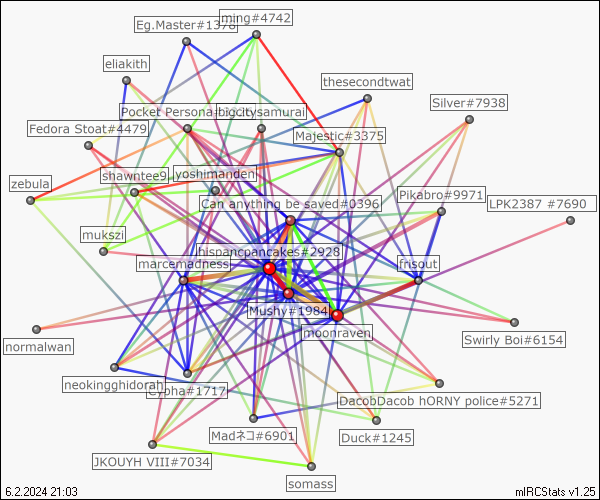 ming#4742
Eg.Master#1378
eliakith
thesecondtwat
Silver#7938
Fedora Stoat#4479
Majestic#3375
shawntee9
yoshimanden
zebula
Pikabro#9971
LPK2387 #7690
Can anything be saved#0396
mukszi
hispancpancakes#2928
marcemadness
frisout
Mushy#1984
moonraven
normalwan
Swirly Boi#6154
neokingghidorah
Cypha#1717
DacobDacob hORNY police#5271
Madネコ#6901
Duck#1245
JKOUYH VIII#7034
somass
6.2.2024 21:03
mIRCStats v1.25